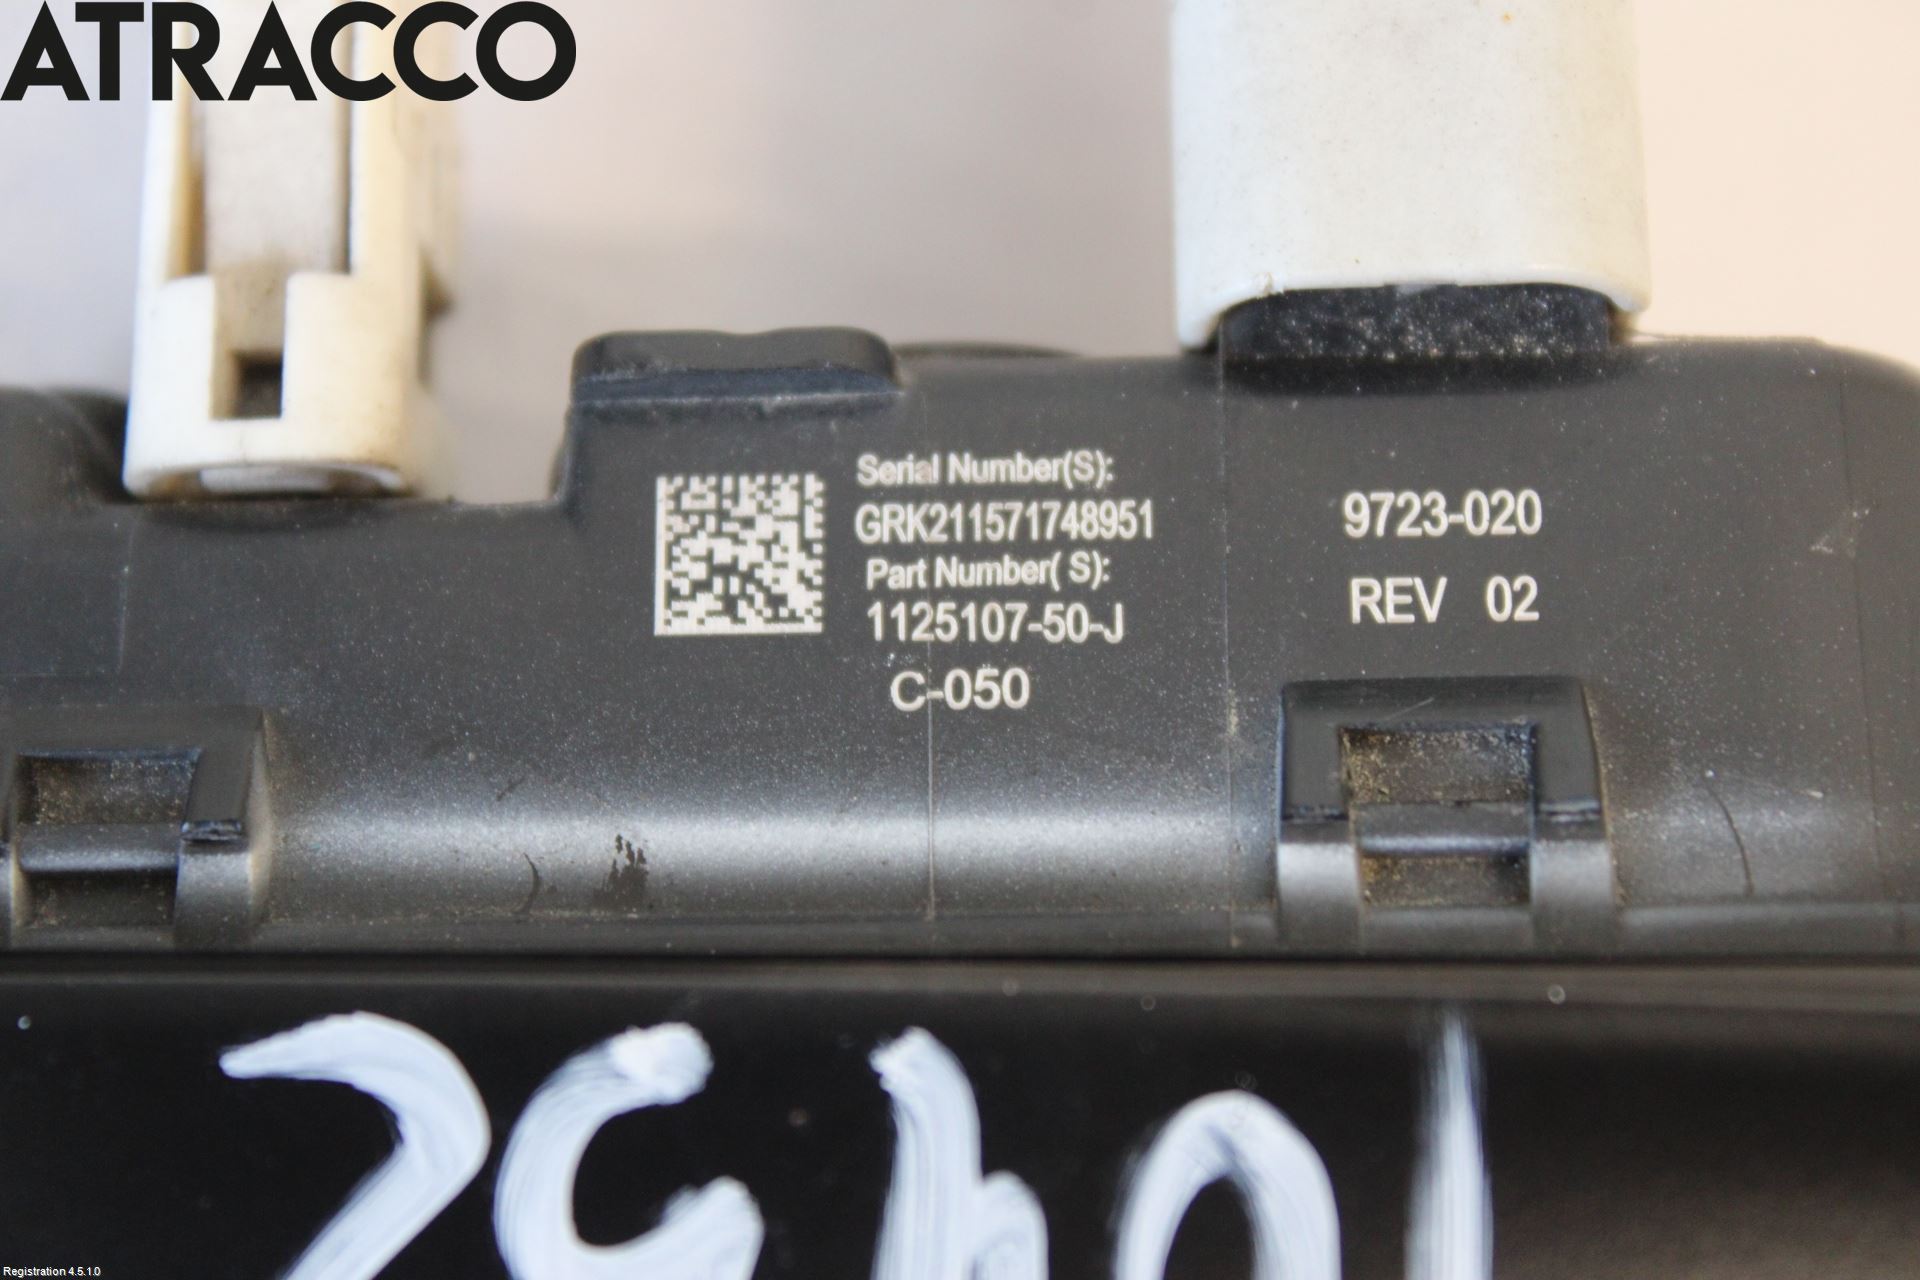 ATRACCO
Serial Number(S):
GRK211571748951
Part Number( S):
1125107-50-J
C-050
9723-020
REV 02
Registration 4.5.1.0